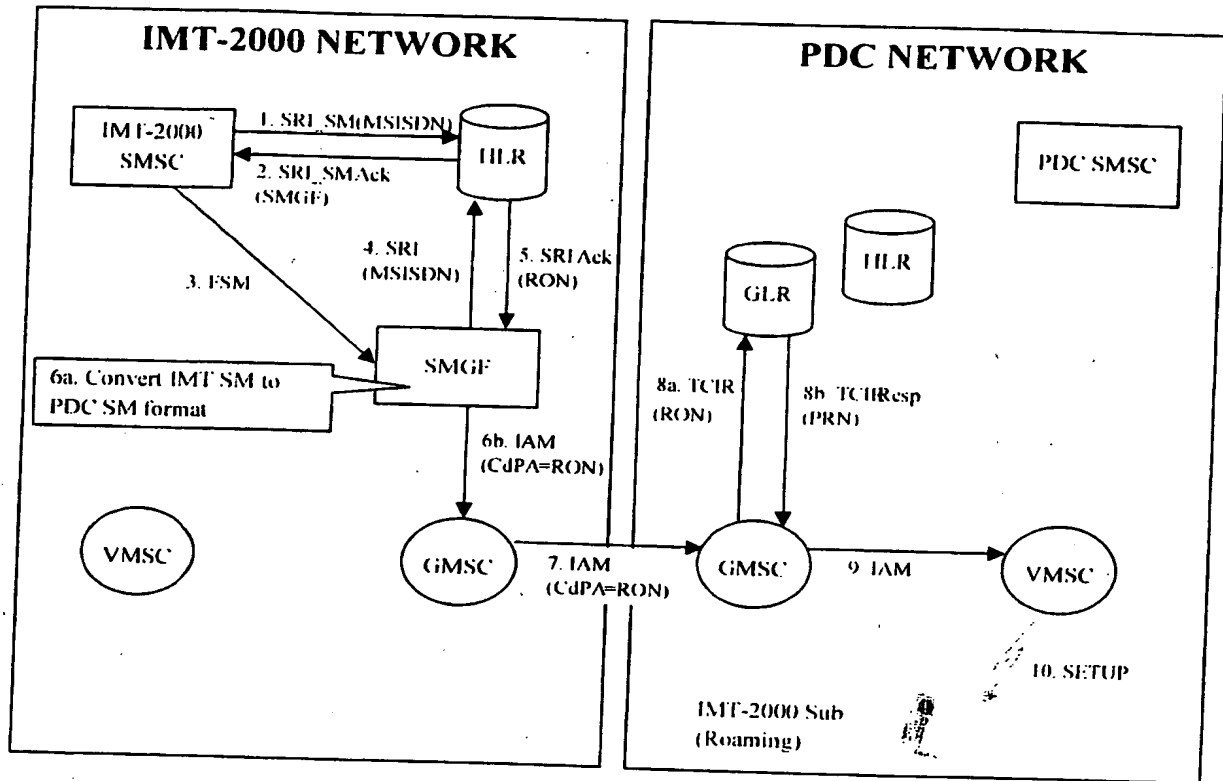 IMT-2000 NETWORK
PDC NETWORK
IMT-2000
SMSC
1. SRI_SM(MSISDN)
2. SRI_SMAck
(SMGF)
HLR
PDC SMSC
3. FSM
4. SRI
(MSISDN)
5. SRIAck
(RON)
GLR
HLR
6a. Convert IMT SM to
PDC SM format
SMGF
6b. IAM
(CdPA=RON)
8a. TCIR
(RON)
8b. TCIRResp
(PRN)
VMSC
GMSC
7. IAM
(CdPA=RON)
GMSC
9. IAM
VMSC
10. SETUP
IMT-2000 Sub
(Roaming)